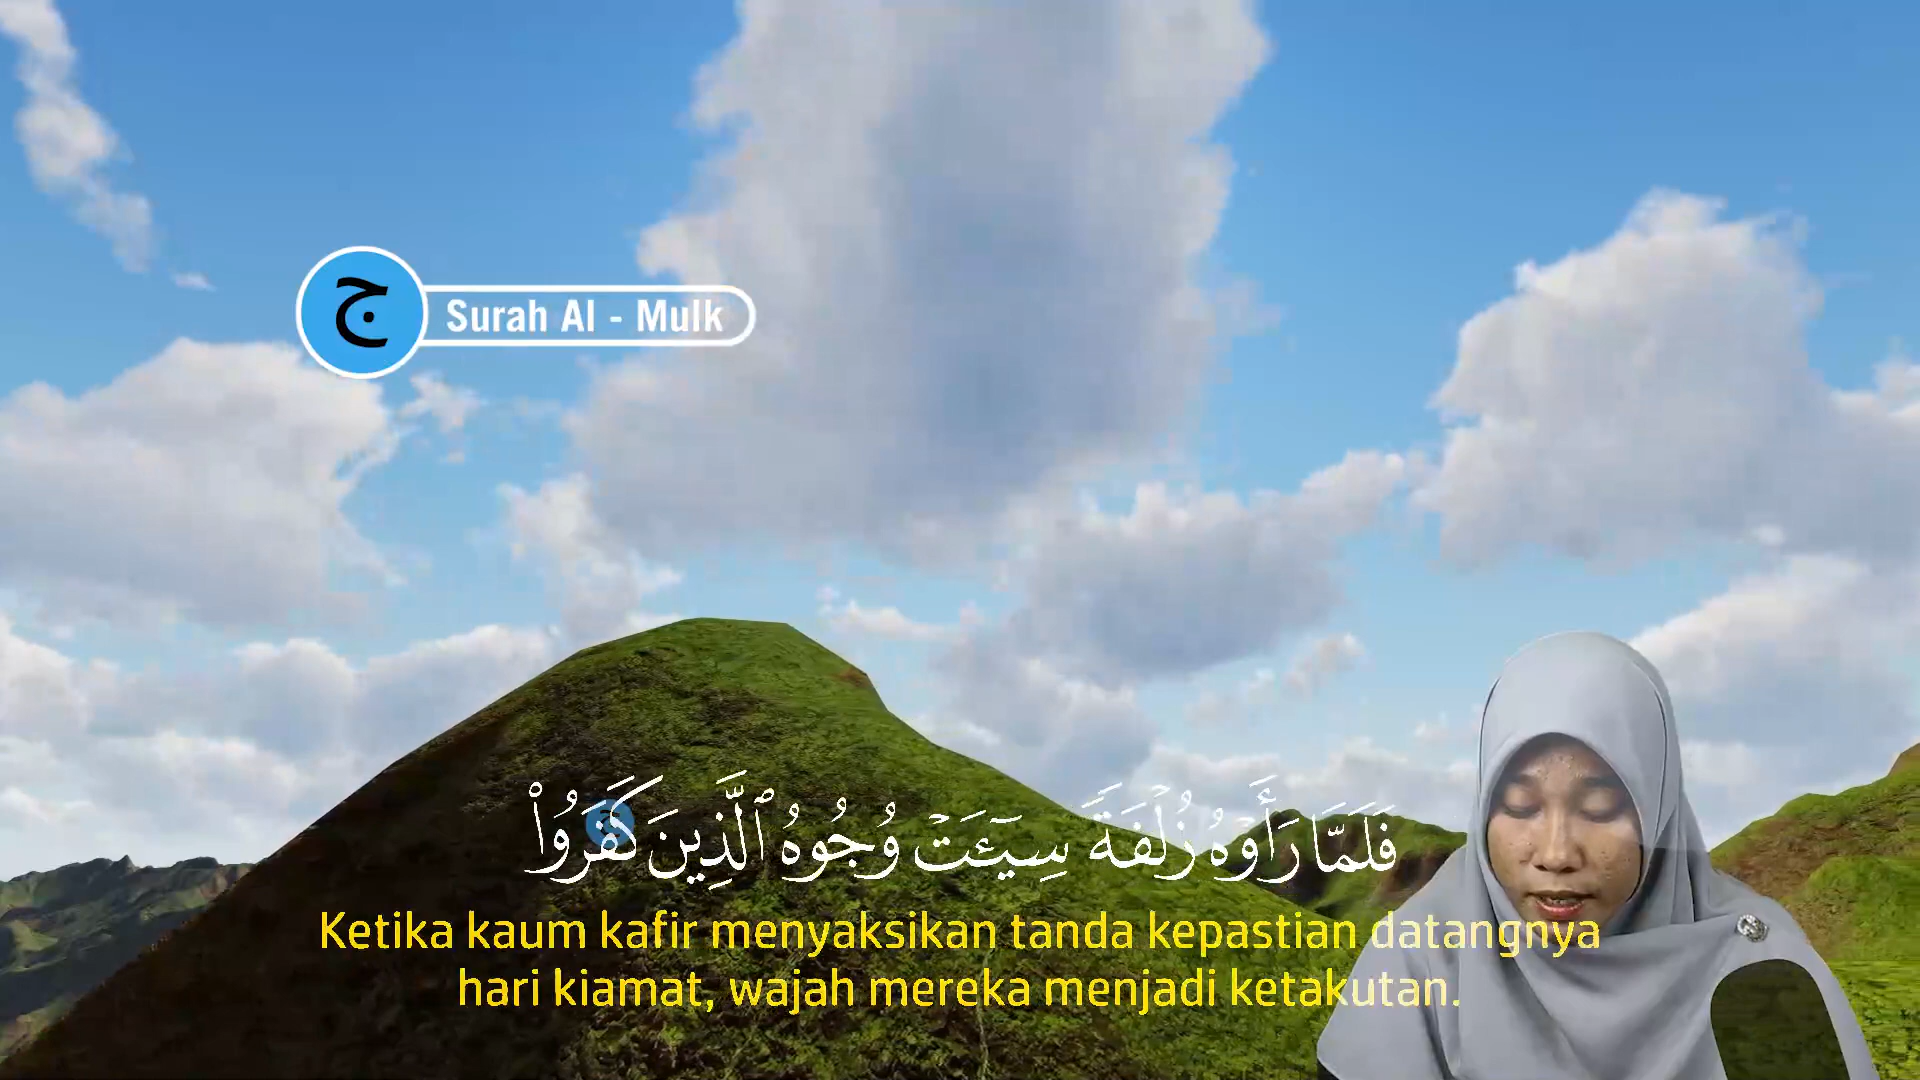 ج
Surah Al - Mulk
فَلَمَّا رَأَوْهُ زُلْفَةً سِيٓـَٔتْ وُجُوهُ ٱلَّذِينَ كَفَرُوا۟
Ketika kaum kafir menyaksikan tanda kepastian datangnya
hari kiamat, wajah mereka menjadi ketakutan.